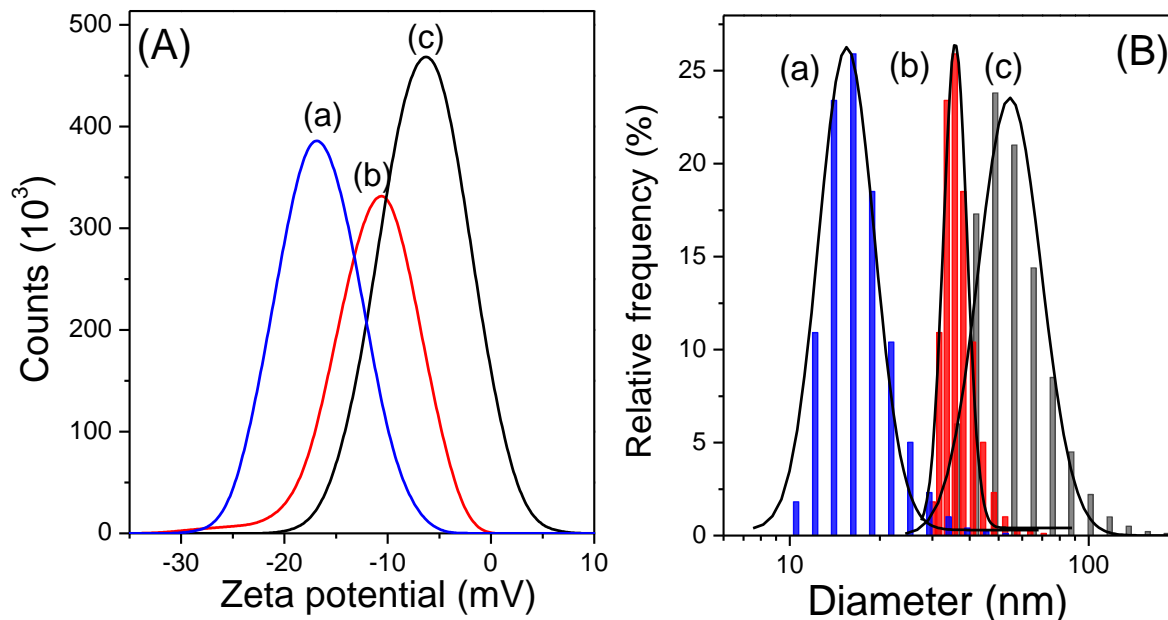 (A)
(a)
(b)
(c)
500
400
300
200
100
0
Counts (10³)
-30
-20
-10
0
10
Zeta potential (mV)
(B)
(a)
(b)
(c)
25
20
15
10
5
0
Relative frequency (%)
10
100
Diameter (nm)